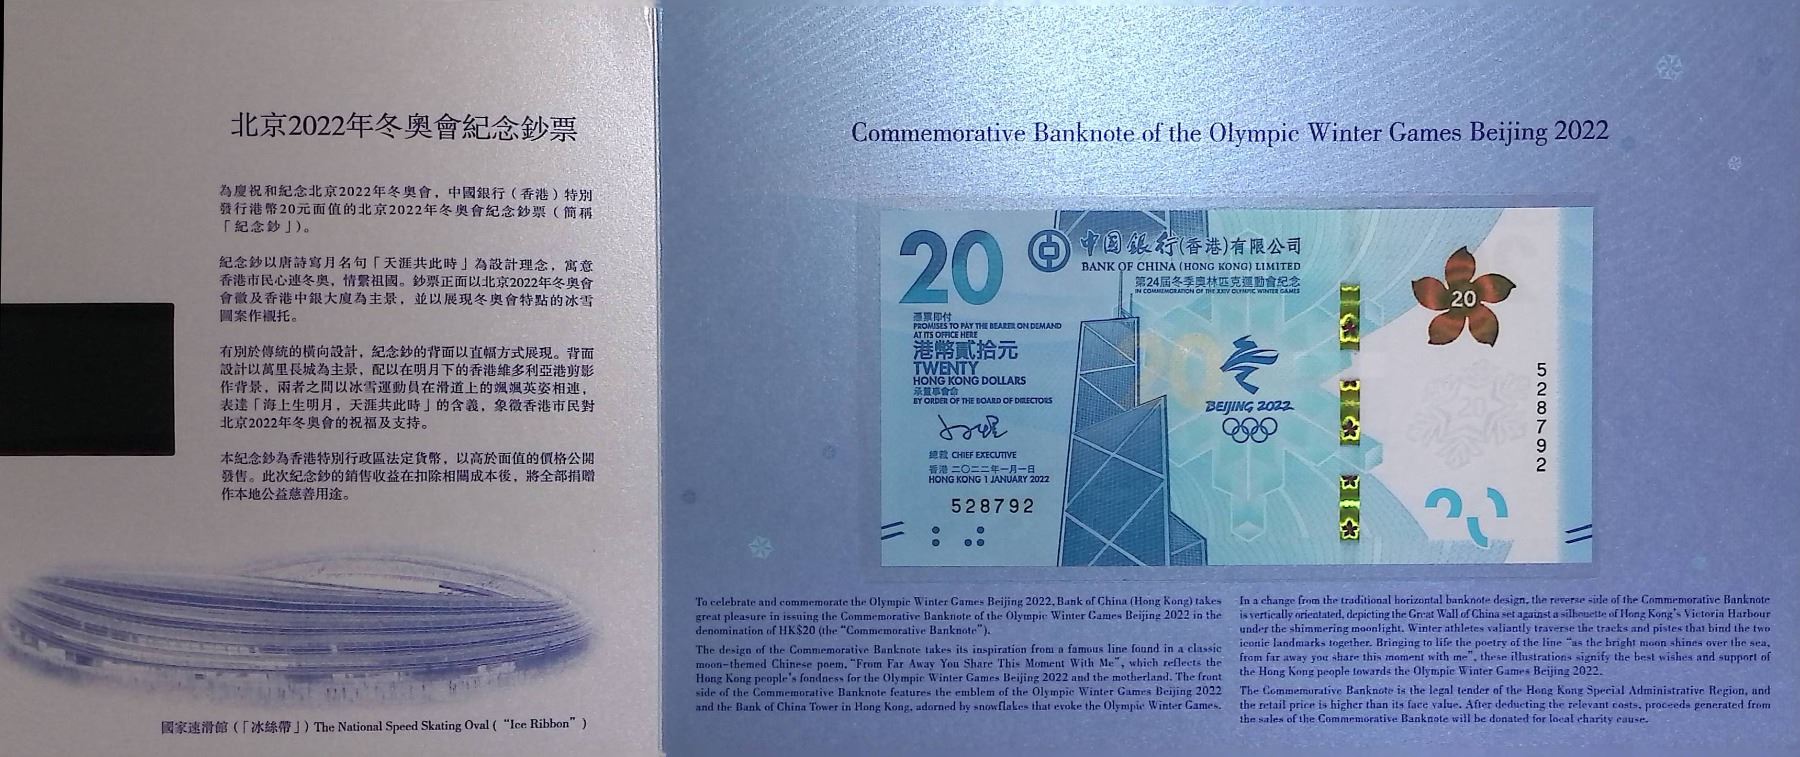 北京2022年冬奧會紀念鈔票
為慶祝和紀念北京2022年冬奧會，中國銀行（香港）特別
發行港幣20元面值的北京2022年冬奧會紀念鈔票（簡稱
「紀念鈔」）。
紀念鈔以唐詩寫月名句「天涯共此時」為設計理念，寓意
香港市民心連冬奧，情繫祖國。鈔票正面以北京2022年冬奧會
會徽及香港中銀大廈為主景，並以展現冬奧會特點的冰雪
圖案作襯托。
有別於傳統的橫向設計，紀念鈔的背面以直幅方式展現。背面
設計以萬里長城為主景，配以在明月下的香港維多利亞港剪影
作背景，兩者之間以冰雪運動員在滑道上的颯颯英姿相連，
表達「海上生明月，天涯共此時」的含義，象徵香港市民對
北京2022年冬奧會的祝福及支持。
本紀念鈔為香港特別行政區法定貨幣，以高於面值的價格公開
發售。此次紀念鈔的銷售收益在扣除相關成本後，將全部捐贈
作本地公益慈善用途。
國家速滑館（「冰絲帶」） The National Speed Skating Oval ( “Ice Ribbon” )
Commemorative Banknote of the Olympic Winter Games Beijing 2022
20
中国銀行(香港)有限公司
BANK OF CHINA (HONG KONG) LIMITED
第24屆冬季奧林匹克運動會紀念
IN COMMEMORATION OF THE XXIV OLYMPIC WINTER GAMES
憑票即付
PROMISES TO PAY THE BEARER ON DEMAND
AT ITS OFFICE HERE
港幣貳拾元
TWENTY
HONG KONG DOLLARS
承董事會命
BY ORDER OF THE BOARD OF DIRECTORS
總裁 CHIEF EXECUTIVE
香港 二〇二二年一月一日
HONG KONG 1 JANUARY 2022
528792
20
BEIJING 2022
20
528792
20
To celebrate and commemorate the Olympic Winter Games Beijing 2022, Bank of China (Hong Kong) takes
great pleasure in issuing the Commemorative Banknote of the Olympic Winter Games Beijing 2022 in the
denomination of HK$20 (the “Commemorative Banknote”).
The design of the Commemorative Banknote takes its inspiration from a famous line found in a classic
moon-themed Chinese poem, “From Far Away You Share This Moment With Me”, which reflects the
Hong Kong people’s fondness for the Olympic Winter Games Beijing 2022 and the motherland. The front
side of the Commemorative Banknote features the emblem of the Olympic Winter Games Beijing 2022
and the Bank of China Tower in Hong Kong, adorned by snowflakes that evoke the Olympic Winter Games.
In a change from the traditional horizontal banknote design, the reverse side of the Commemorative Banknote
is vertically orientated, depicting the Great Wall of China set against a silhouette of Hong Kong’s Victoria Harbour
under the shimmering moonlight. Winter athletes valiantly traverse the tracks and pistes that bind the two
iconic landmarks together. Bringing to life the poetry of the line “as the bright moon shines over the sea,
from far away you share this moment with me”, these illustrations signify the best wishes and support of
the Hong Kong people towards the Olympic Winter Games Beijing 2022.
The Commemorative Banknote is the legal tender of the Hong Kong Special Administrative Region, and
the retail price is higher than its face value. After deducting the relevant costs, proceeds generated from
the sales of the Commemorative Banknote will be donated for local charity cause.